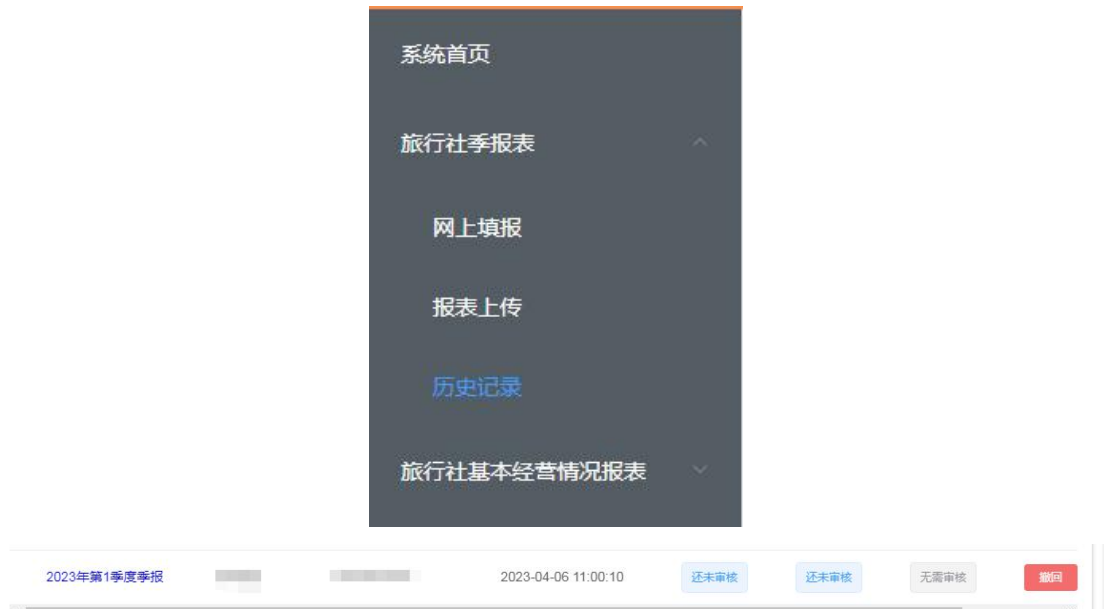 系统首页
旅行社季报表
网上填报
报表上传
历史记录
旅行社基本经营情况报表
2023年第1季度季报 2023-04-06 11:00:10 还未审核 还未审核 无需审核 撤回